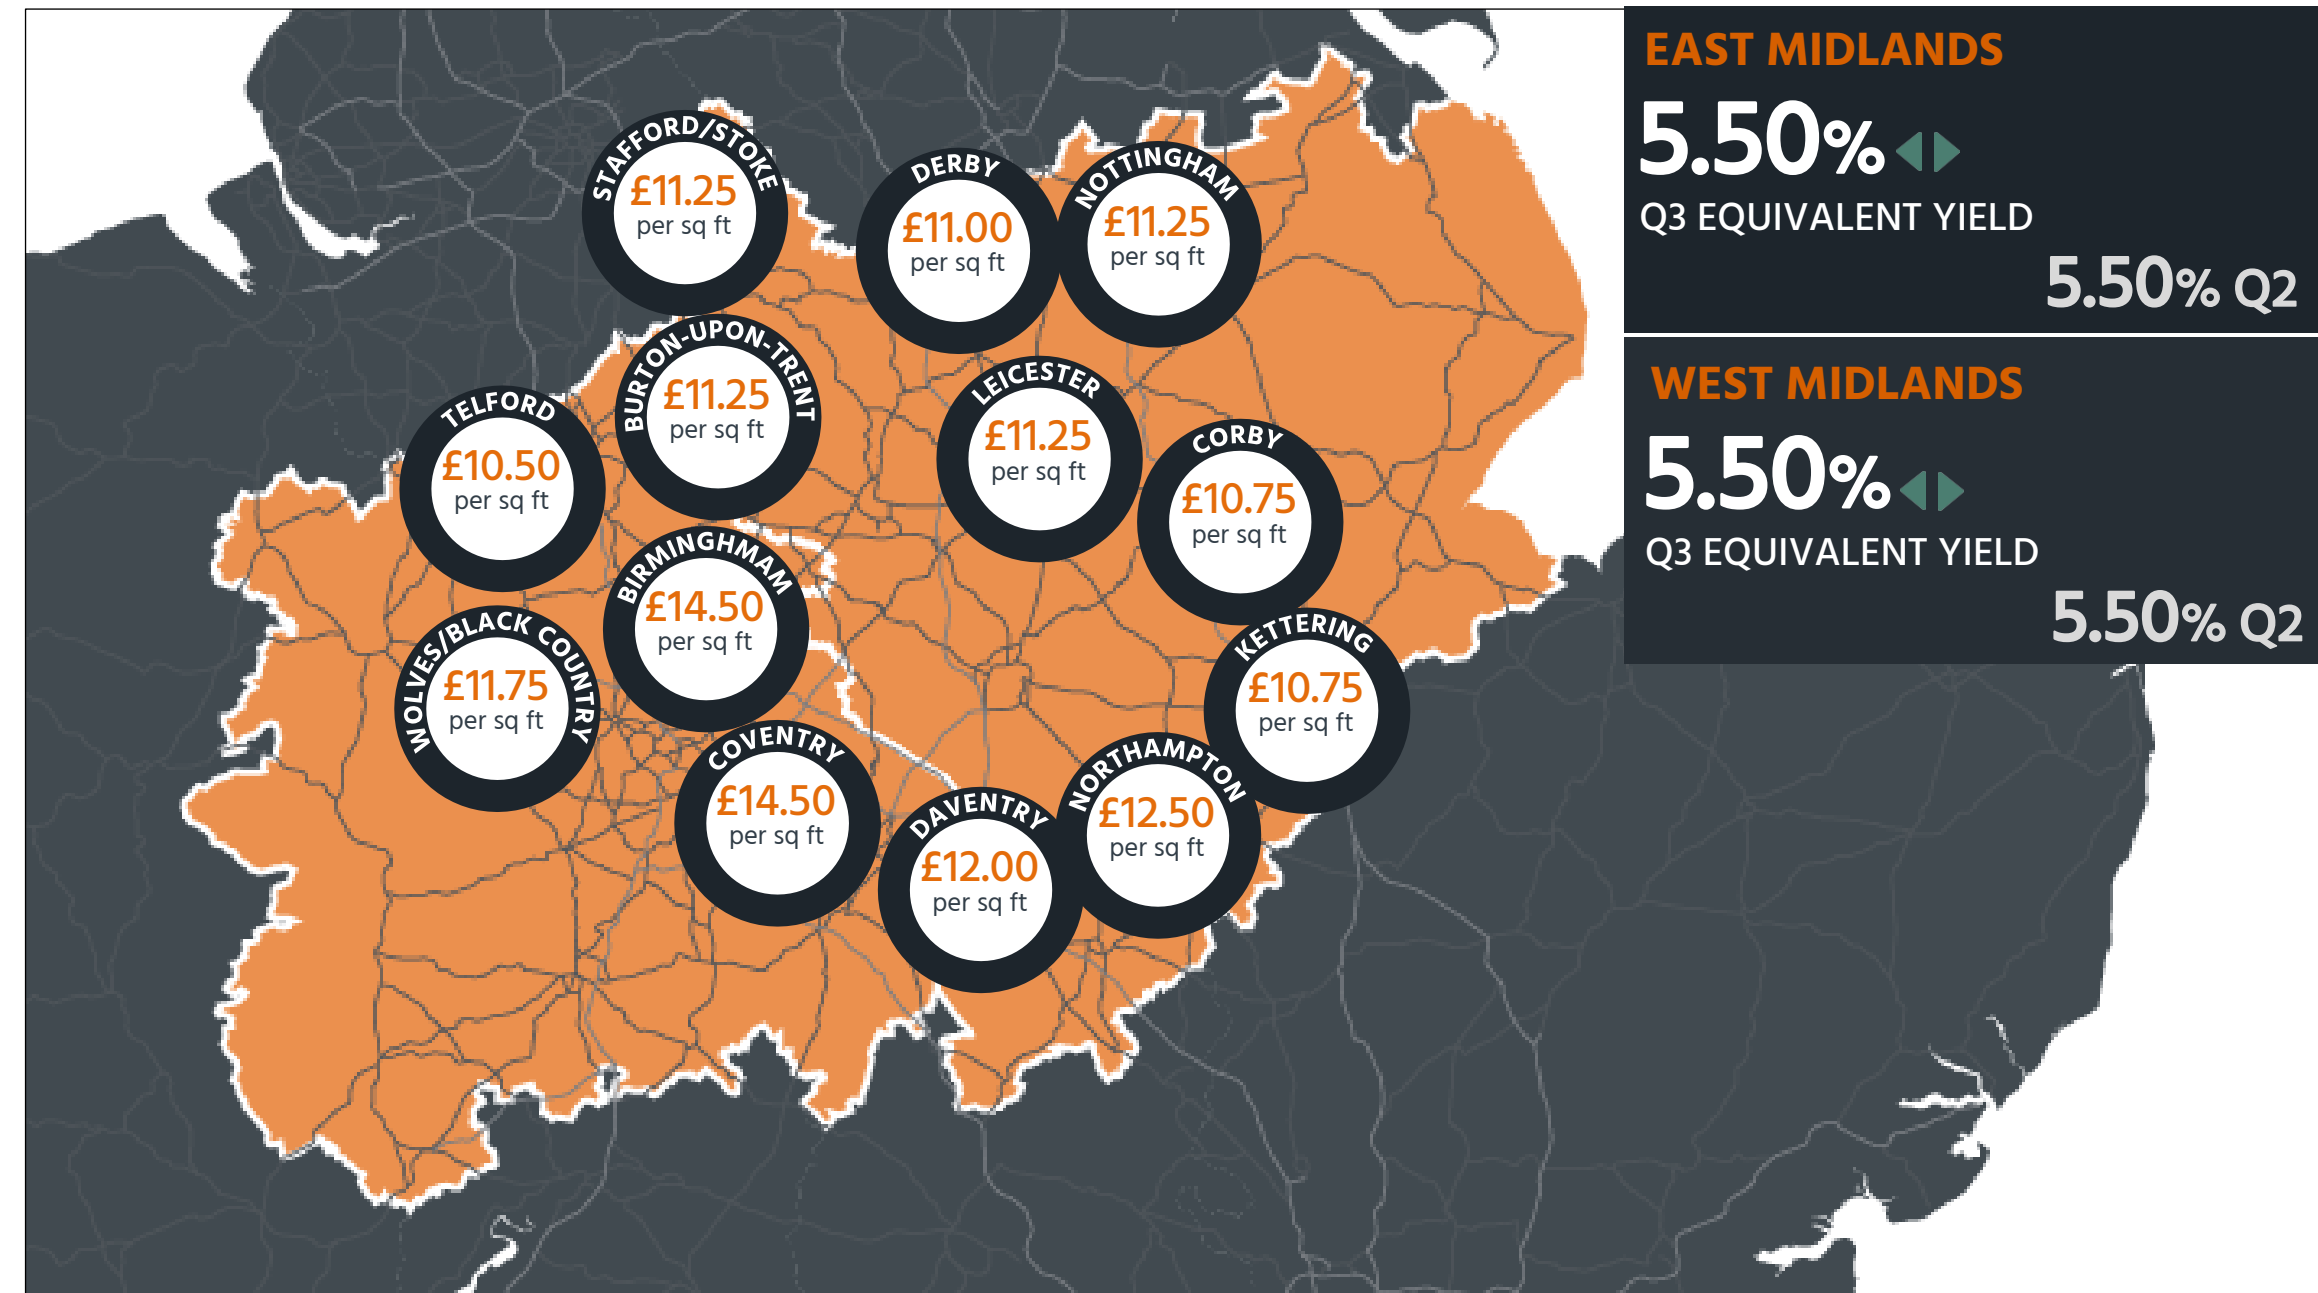 EAST MIDLANDS
5.50%
Q3 EQUIVALENT YIELD
5.50% Q2
WEST MIDLANDS
5.50%
Q3 EQUIVALENT YIELD
5.50% Q2
STAFFORD/STOKE
£11.25
per sq ft
DERBY
£11.00
per sq ft
NOTTINGHAM
£11.25
per sq ft
BURTON-UPON-TRENT
£11.25
per sq ft
LEICESTER
£11.25
per sq ft
TELFORD
£10.50
per sq ft
CORBY
£10.75
per sq ft
BIRMINGHMAM
£14.50
per sq ft
WOLVES/BLACK COUNTRY
£11.75
per sq ft
KETTERING
£10.75
per sq ft
COVENTRY
£14.50
per sq ft
DAVENTRY
£12.00
per sq ft
NORTHAMPTON
£12.50
per sq ft